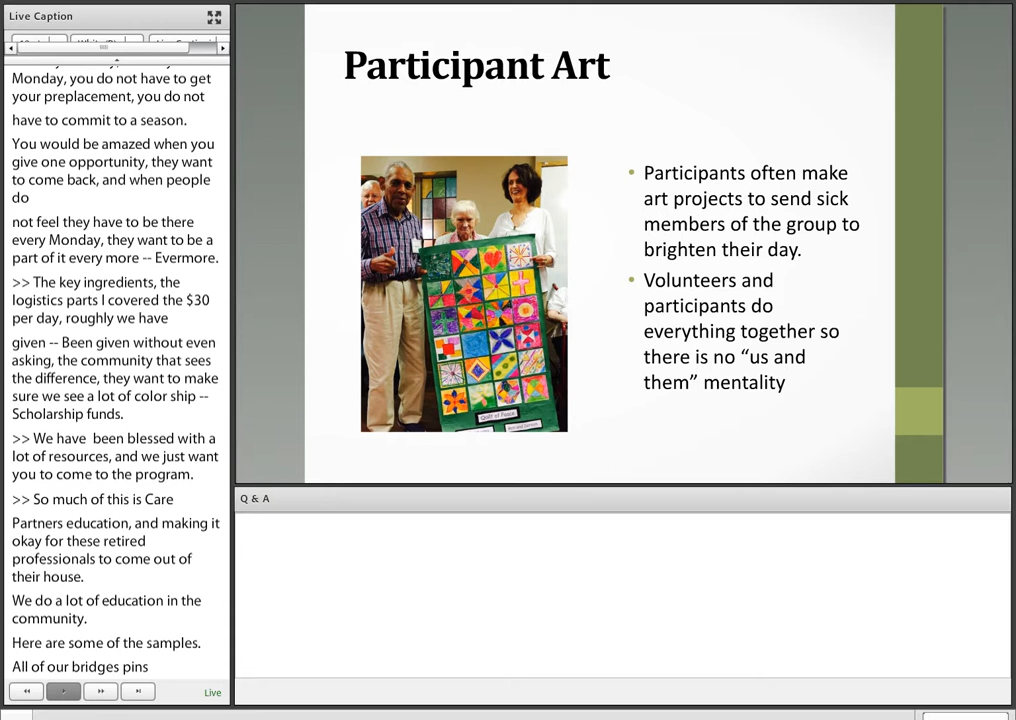 Live Caption
Monday, you do not have to get
your preplacement, you do not
have to commit to a season.
You would be amazed when you
give one opportunity, they want
to come back, and when people
do
not feel they have to be there
every Monday, they want to be a
part of it every more -- Evermore.
>> The key ingredients, the
logistics parts I covered the $30
per day, roughly we have
given -- Been given without even
asking, the community that sees
the difference, they want to make
sure we see a lot of color ship --
Scholarship funds.
>> We have been blessed with a
lot of resources, and we just want
you to come to the program.
>> So much of this is Care
Partners education, and making it
okay for these retired
professionals to come out of
their house.
We do a lot of education in the
community.
Here are some of the samples.
All of our bridges pins
Live
Participant Art
• Participants often make
art projects to send sick
members of the group to
brighten their day.
• Volunteers and
participants do
everything together so
there is no “us and
them” mentality
Quilt of Peace
Q & A